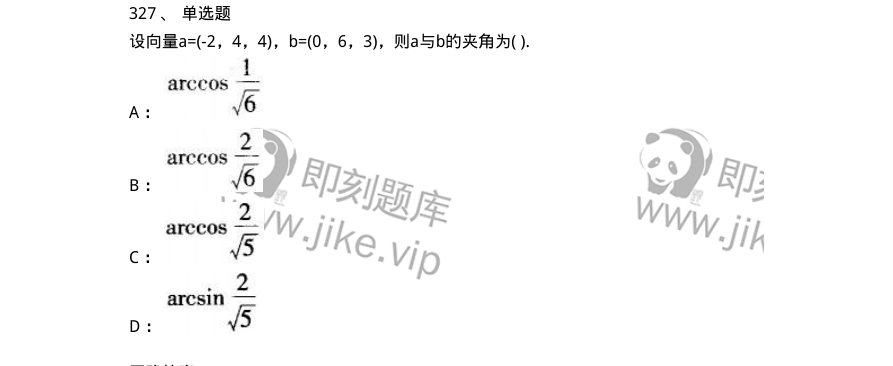 327、 单选题
设向量a=(-2，4，4)，b=(0，6，3)，则a与b的夹角为( ).
A： arccos 1/√6
B： arccos 2/√6
C： arccos 2/√5
D： arcsin 2/√5
即刻题库
www.jike.vip
即刻
www.jik